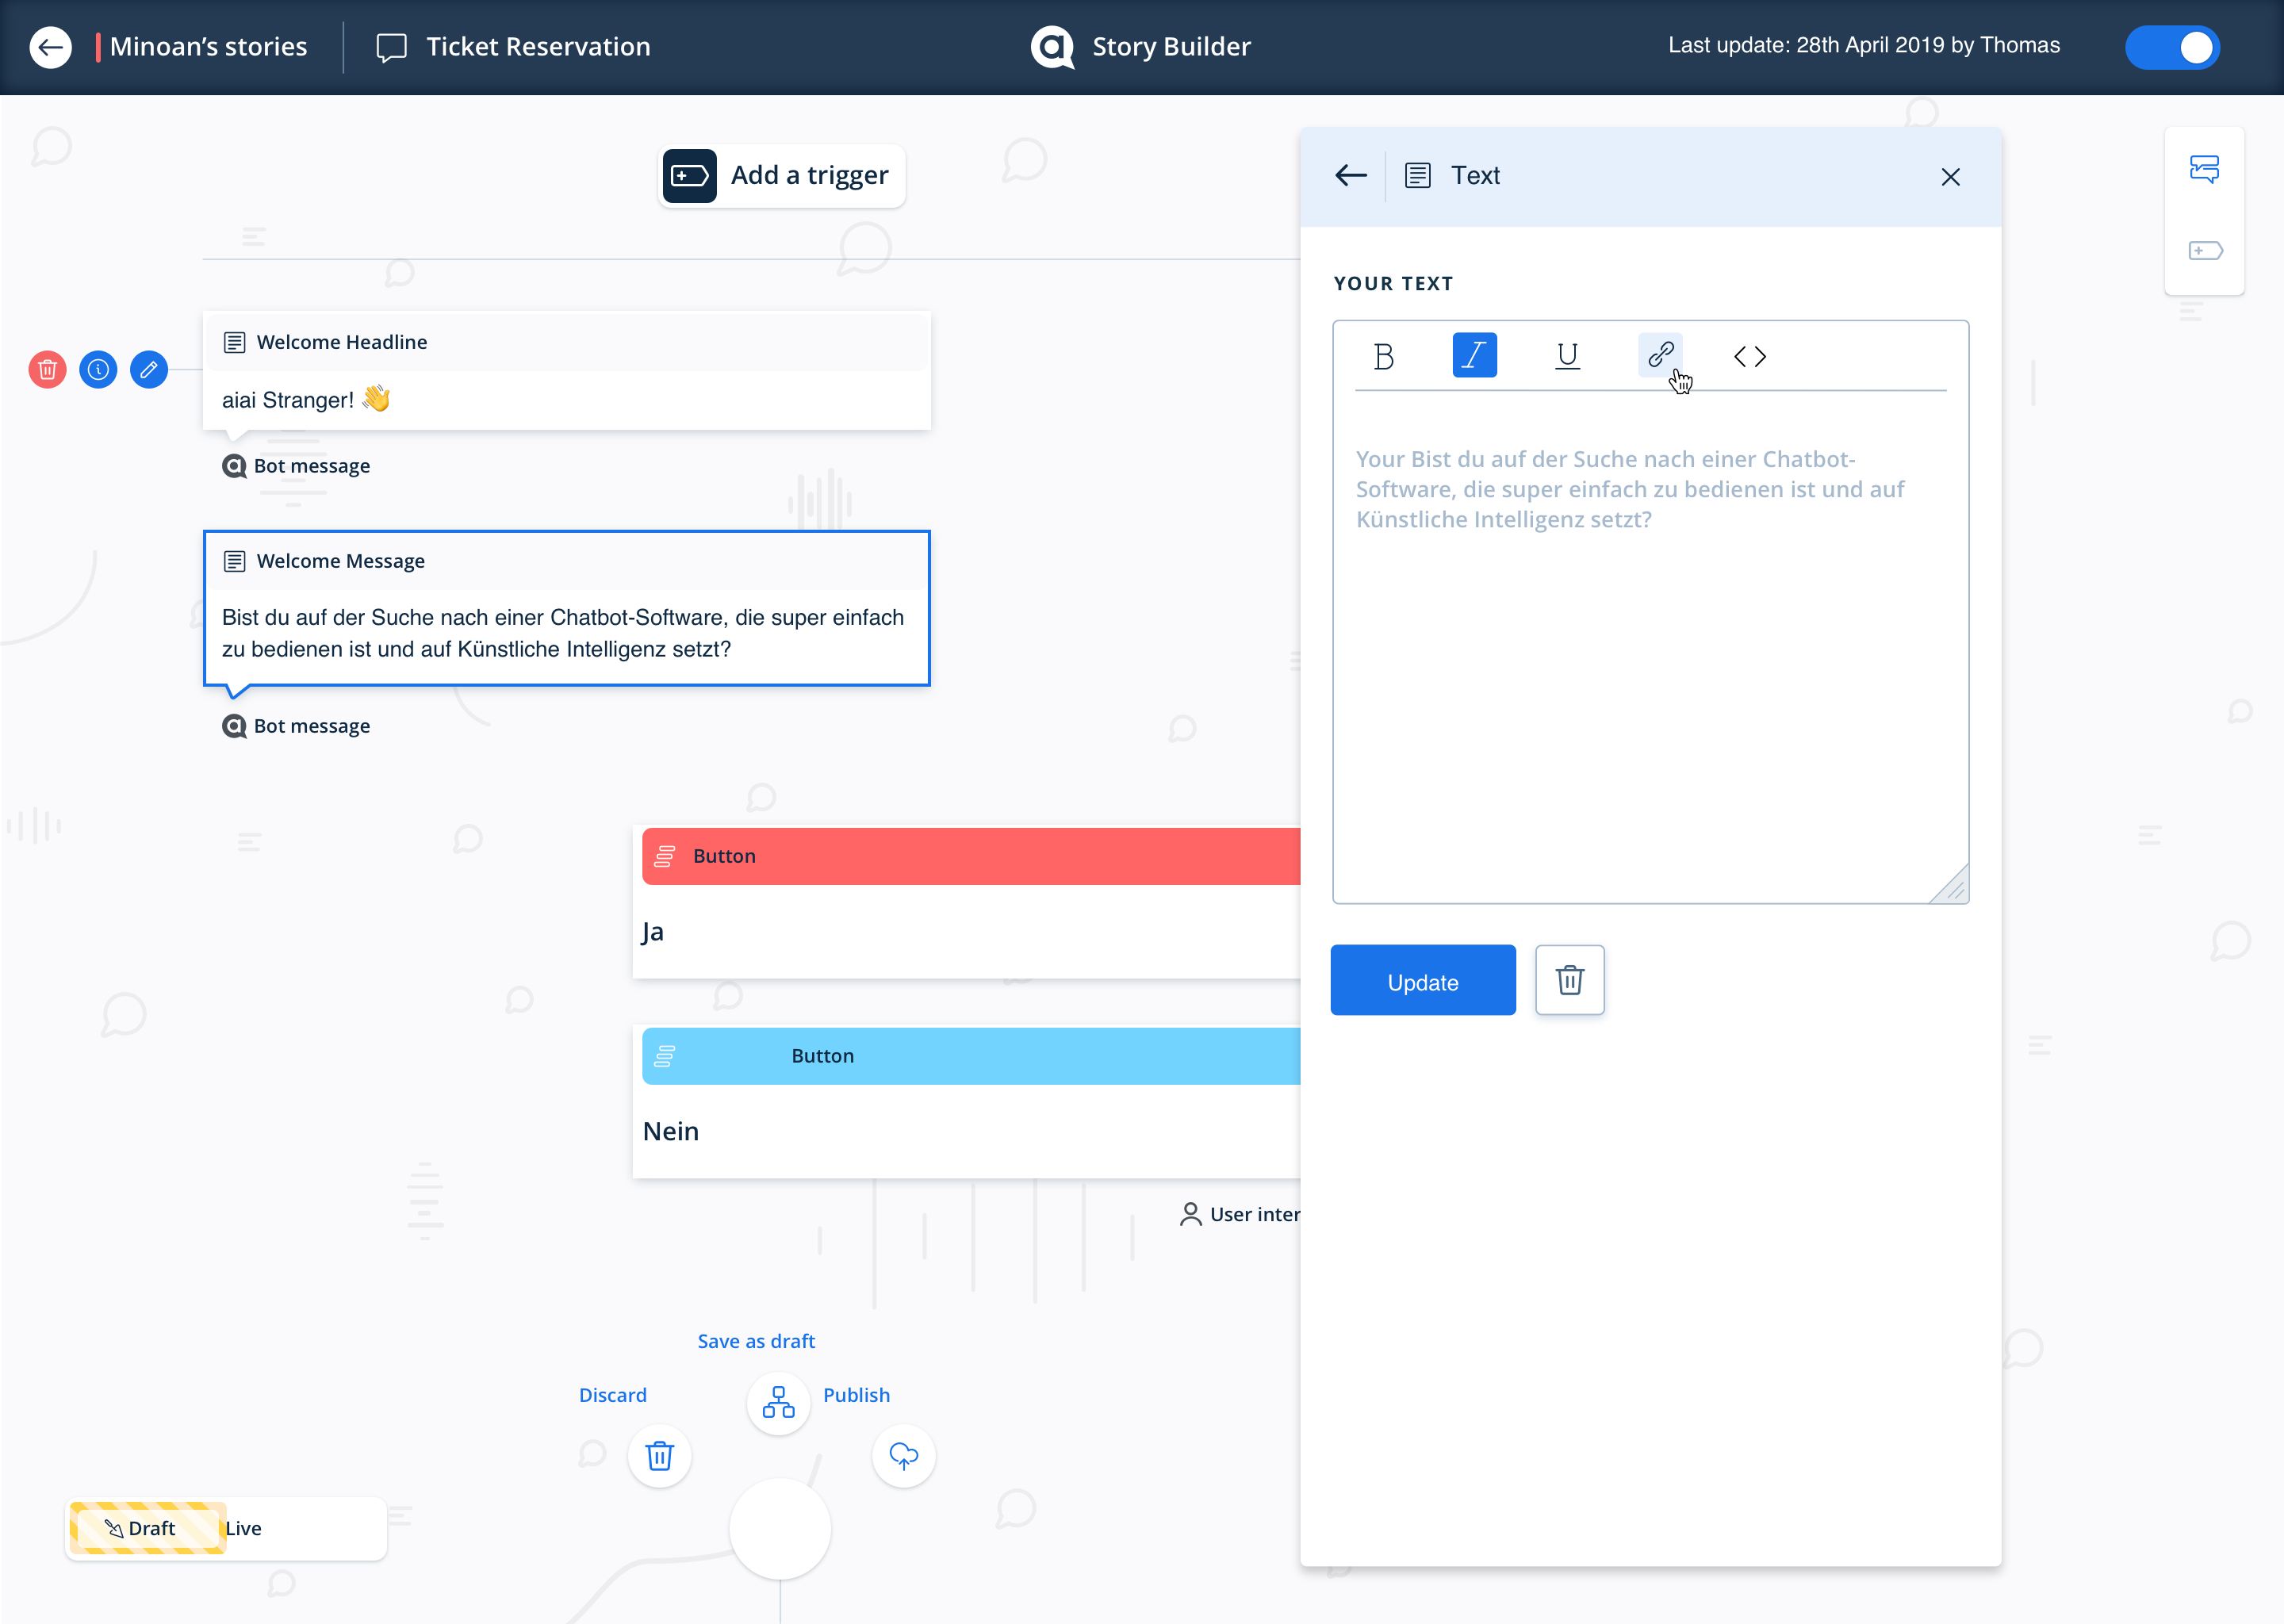 Minoan's stories
Ticket Reservation
Story Builder
Last update: 28th April 2019 by Thomas
Add a trigger
Welcome Headline
aiai Stranger! 👋
Bot message
Welcome Message
Bist du auf der Suche nach einer Chatbot-Software, die super einfach
zu bedienen ist und auf Künstliche Intelligenz setzt?
Bot message
Button
Ja
Button
Nein
User inter
Save as draft
Discard
Publish
Draft
Live
Text
YOUR TEXT
B I U
Your Bist du auf der Suche nach einer Chatbot-
Software, die super einfach zu bedienen ist und auf
Künstliche Intelligenz setzt?
Update